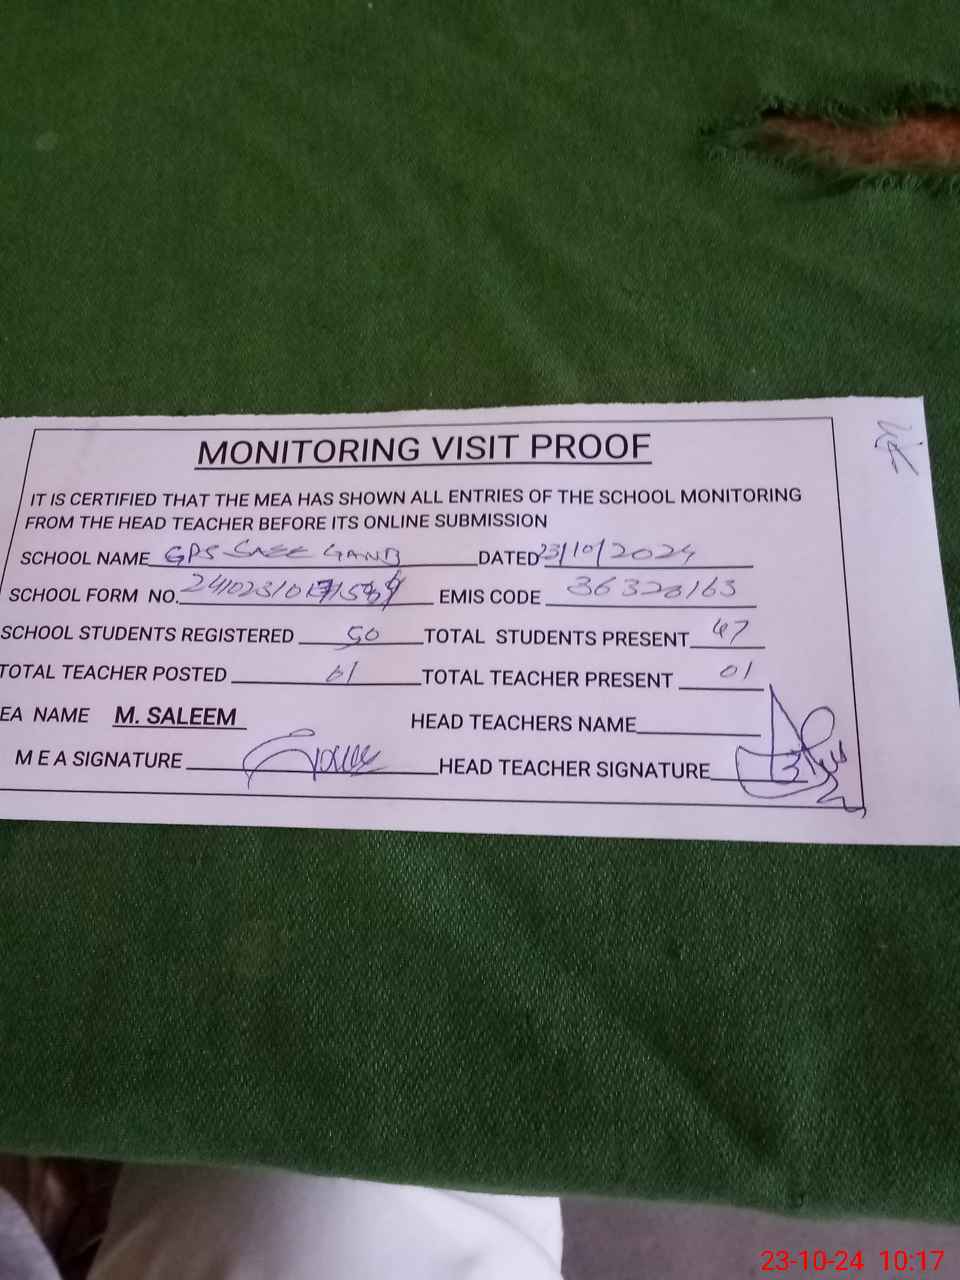 MONITORING VISIT PROOF
IT IS CERTIFIED THAT THE MEA HAS SHOWN ALL ENTRIES OF THE SCHOOL MONITORING
FROM THE HEAD TEACHER BEFORE ITS ONLINE SUBMISSION
SCHOOL NAME GPS DATED 23/10/2024
SCHOOL FORM NO. EMIS CODE 36320163
SCHOOL STUDENTS REGISTERED 50 TOTAL STUDENTS PRESENT 47
TOTAL TEACHER POSTED 01 TOTAL TEACHER PRESENT 01
EA NAME M. SALEEM HEAD TEACHERS NAME
M E A SIGNATURE HEAD TEACHER SIGNATURE
23-10-24 10:17